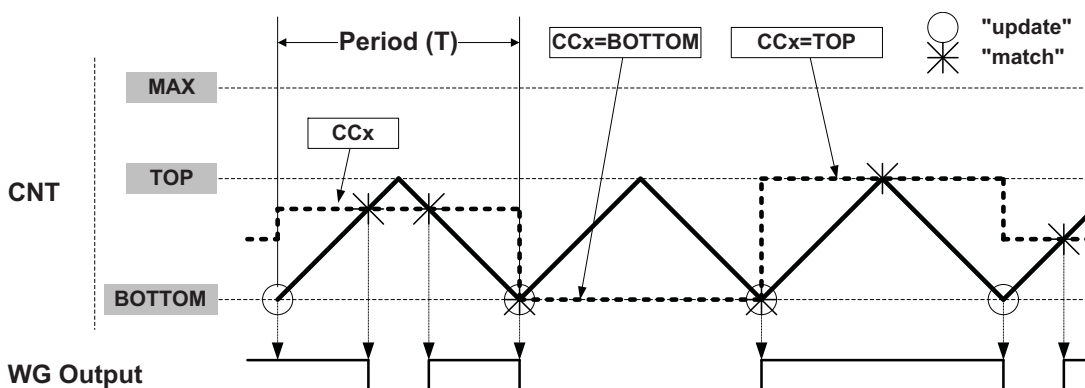 Period (T)
CCx=BOTTOM
CCx=TOP
"update"
"match"
MAX
CCx
TOP
CNT
BOTTOM
WG Output